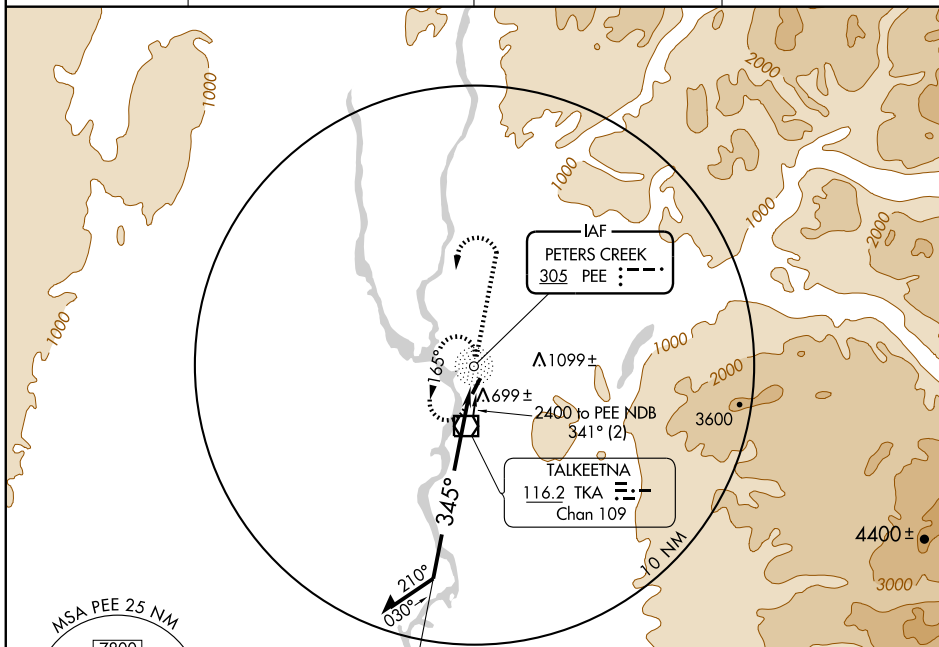 1000
2000
1000
1000
2000
IAF
PETERS CREEK
305 PEE
1000
1000
2000
165°
1099 ±
699 ±
2400 to PEE NDB
341° (2)
3600
TALKEETNA
116.2 TKA
Chan 109
345°
4400 ±
10 NM
3000
210°
030°
MSA PEE 25 NM